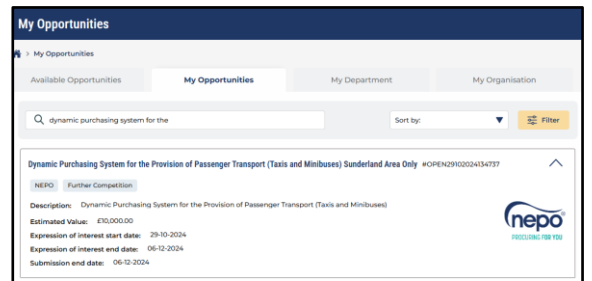 My Opportunities
> My Opportunities
Available Opportunities My Opportunities My Department My Organisation
dynamic purchasing system for the Sort by: Filter
Dynamic Purchasing System for the Provision of Passenger Transport (Taxis and Minibuses) Sunderland Area Only #OPEN29102024134737
NEPO Further Competition
Description: Dynamic Purchasing System for the Provision of Passenger Transport (Taxis and Minibuses)
Estimated Value: £10,000.00
Expression of interest start date: 29-10-2024
Expression of interest end date: 06-12-2024
Submission end date: 06-12-2024
nepo
PROCURING FOR YOU